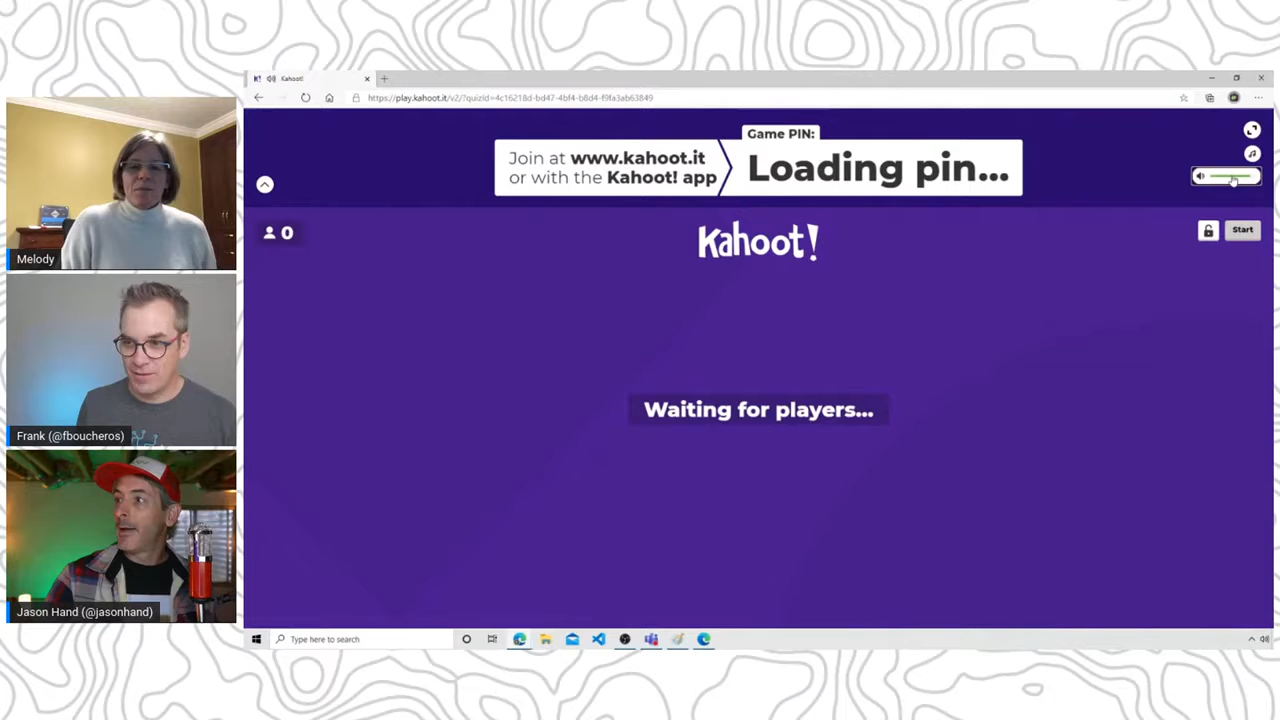 Kahoot!
https://play.kahoot.it/v2/?quizId=4c16218d-bd47-4bf4-b8d4-f9fa3ab63849
Game PIN:
Join at www.kahoot.it
or with the Kahoot! app
Loading pin...
0
Kahoot!
Start
Waiting for players...
Melody
Frank (@fboucheros)
Jason Hand (@jasonhand)
Type here to search